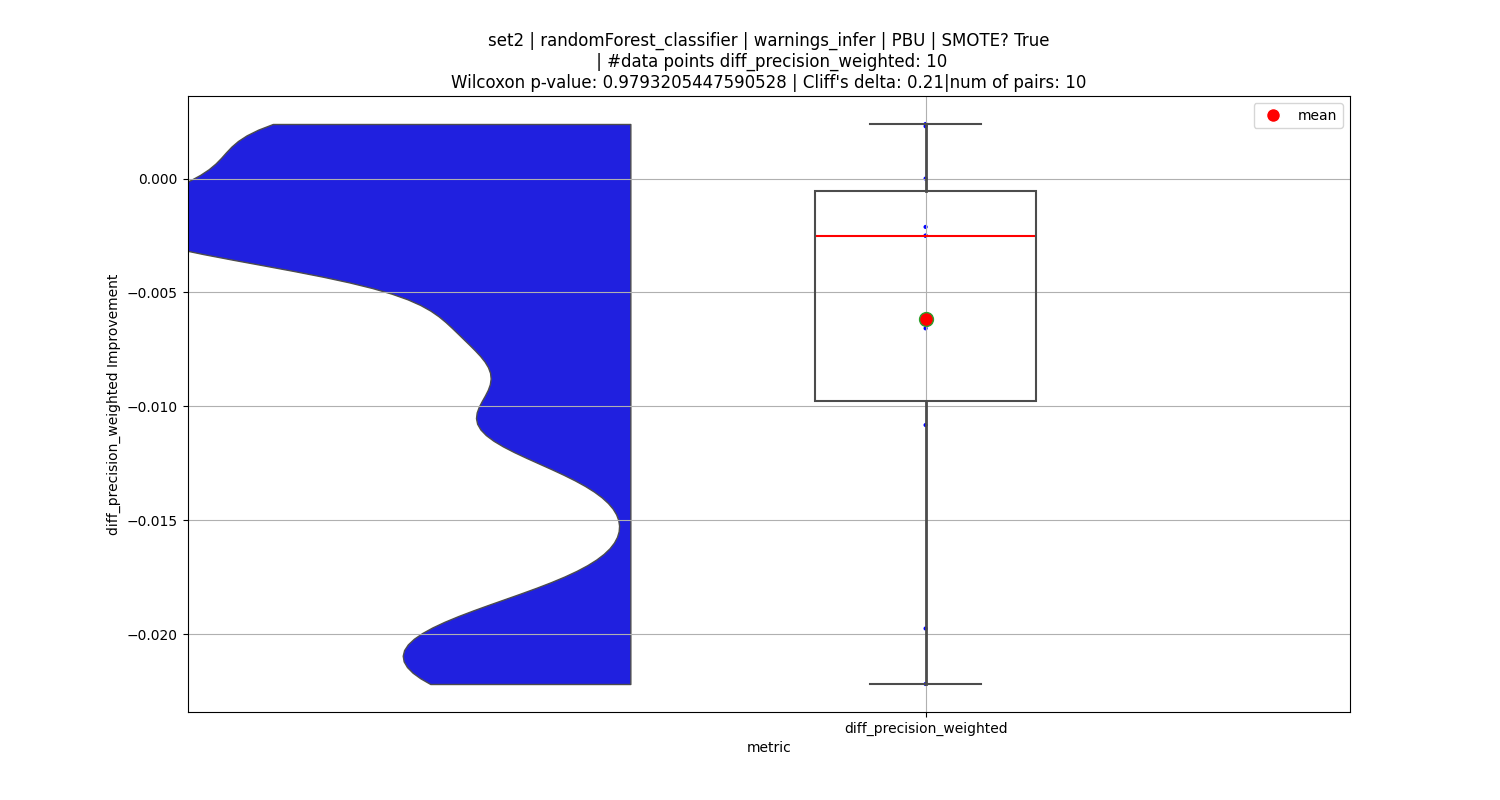 set2 | randomForest_classifier | warnings_infer | PBU | SMOTE? True
| #data points diff_precision_weighted: 10
Wilcoxon p-value: 0.9793205447590528 | Cliff's delta: 0.21|num of pairs: 10
mean
0.000
−0.005
−0.010
−0.015
−0.020
diff_precision_weighted Improvement
diff_precision_weighted
metric